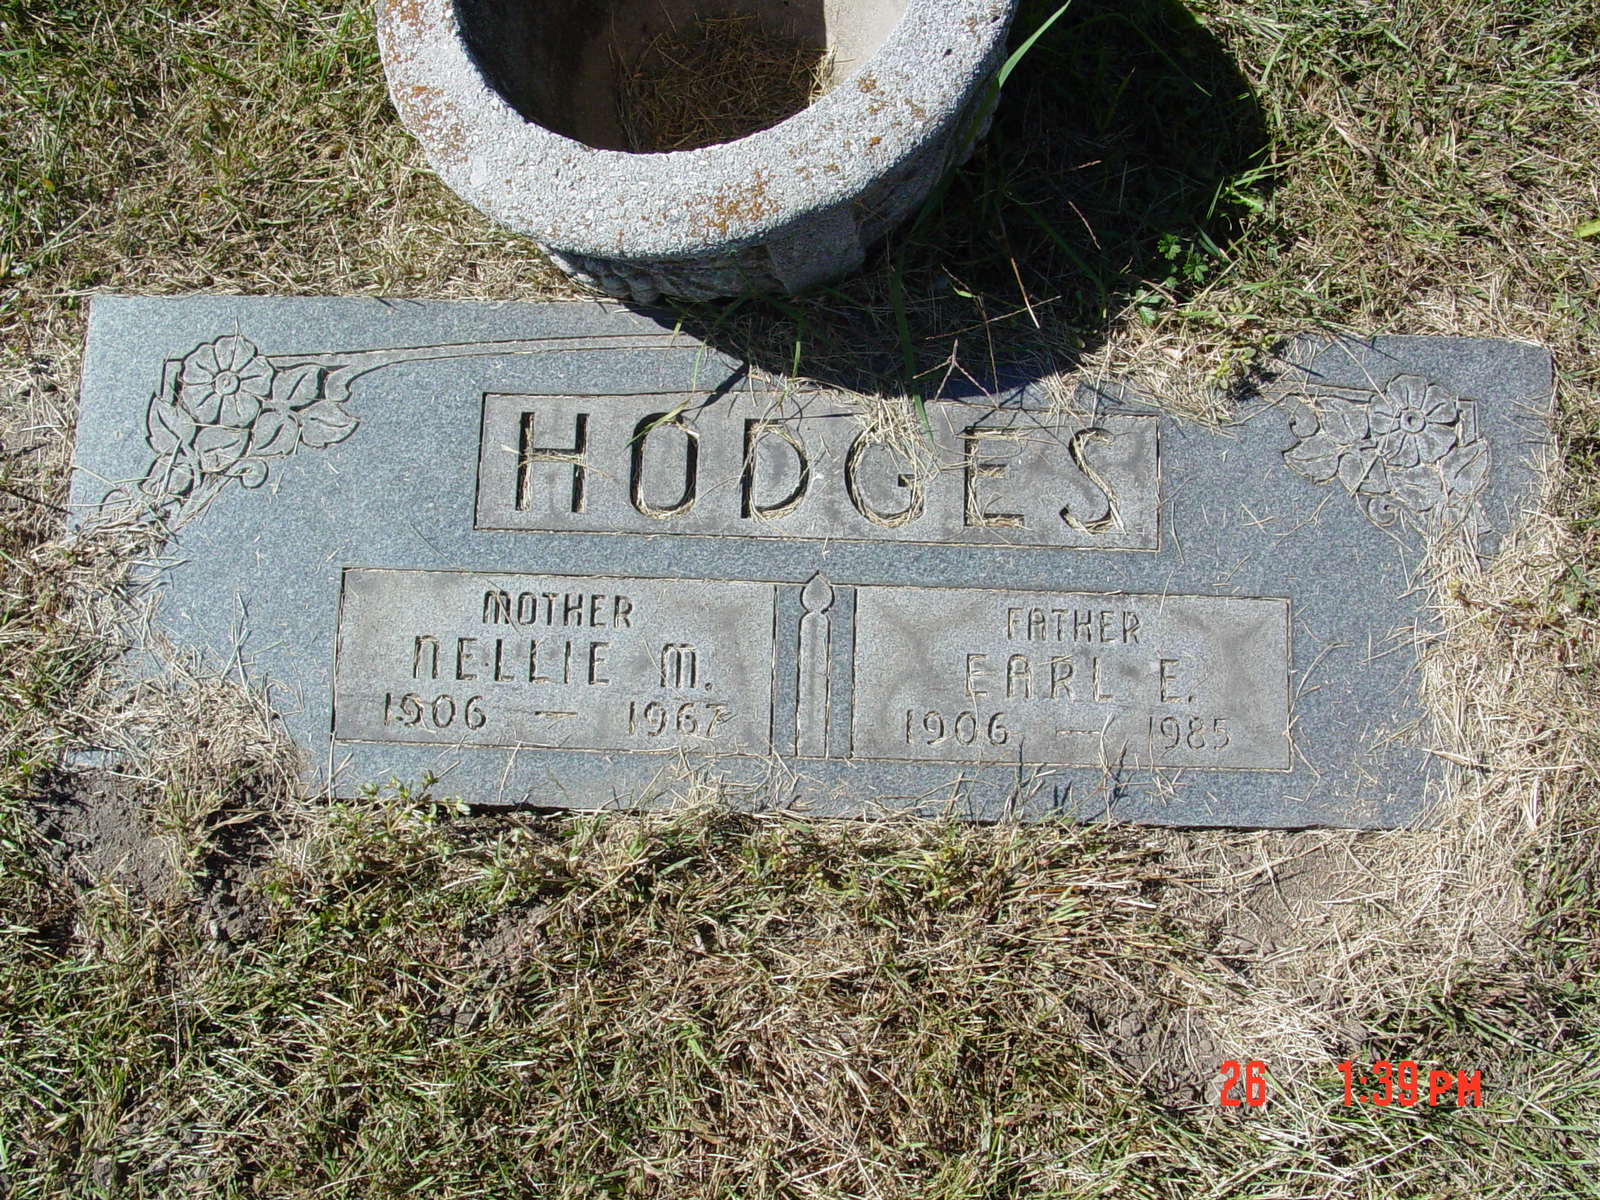 HODGES
MOTHER
NELLIE M.
1906 — 1967
FATHER
EARL E.
1906 — 1985
26 1:39 PM